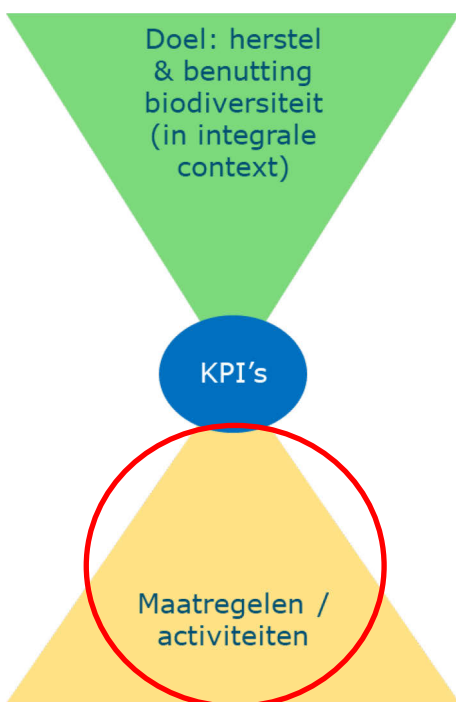 Doel: herstel
& benutting
biodiversiteit
(in integrale
context)
KPI’s
Maatregelen /
activiteiten